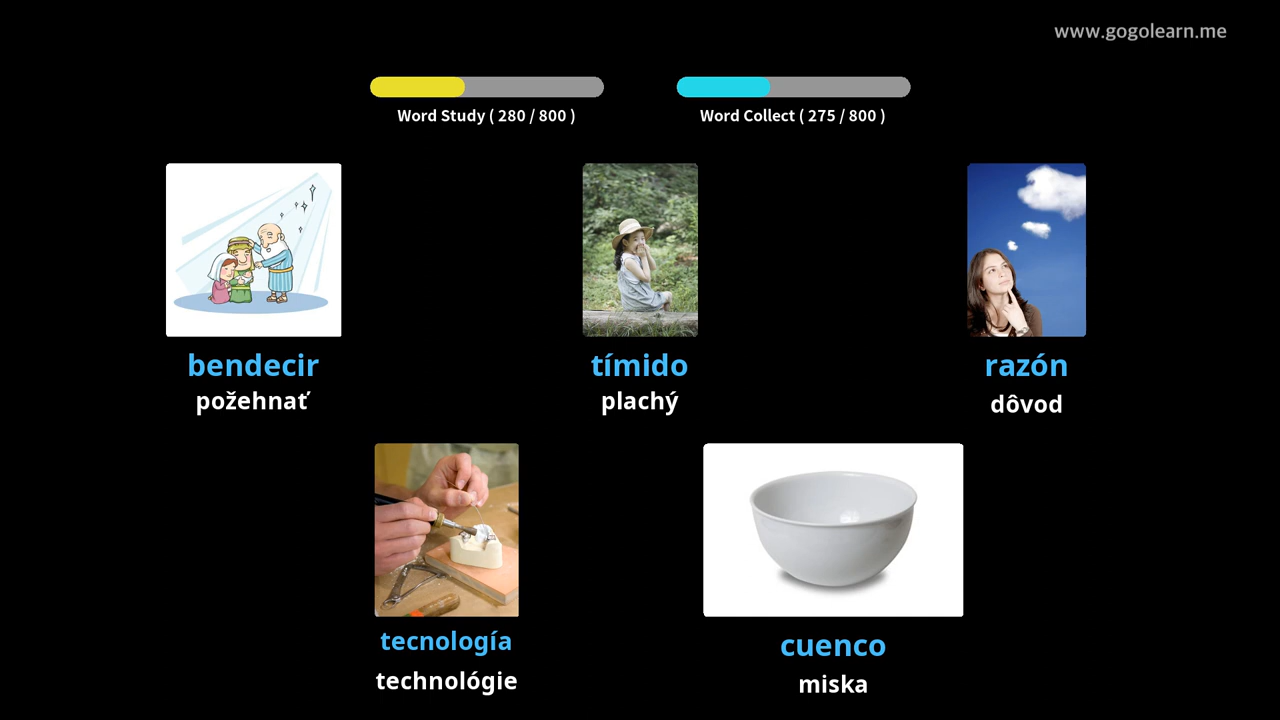 www.gogolearn.me
Word Study ( 280 / 800 )
Word Collect ( 275 / 800 )
bendecir
požehnať
tímido
plachý
razón
dôvod
tecnología
technológie
cuenco
miska